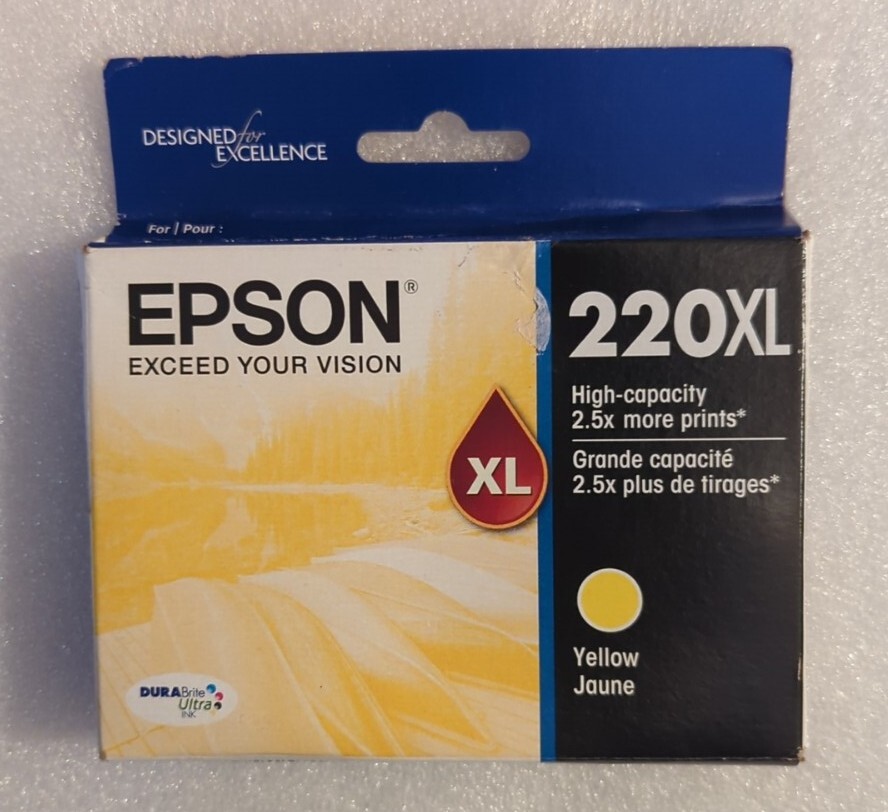 DESIGNED for
EXCELLENCE
For / Pour :
EPSON®
EXCEED YOUR VISION
220XL
High-capacity
2.5x more prints*
Grande capacité
2.5x plus de tirages*
XL
Yellow
Jaune
DURABrite
Ultra
INK